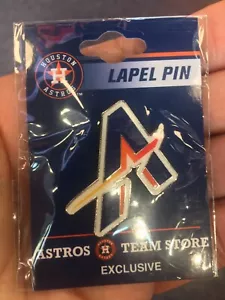 HOUSTON
H
ASTROS
LAPEL PIN
A
ASTROS H TEAM STORE
EXCLUSIVE